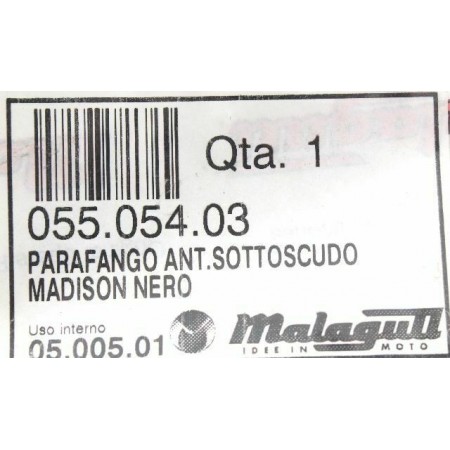 Qta. 1
055.054.03
PARAFANGO ANT.SOTTOSCUDO
MADISON NERO
Uso interno
05.005.01
Malaguti
IDEE IN MOTO